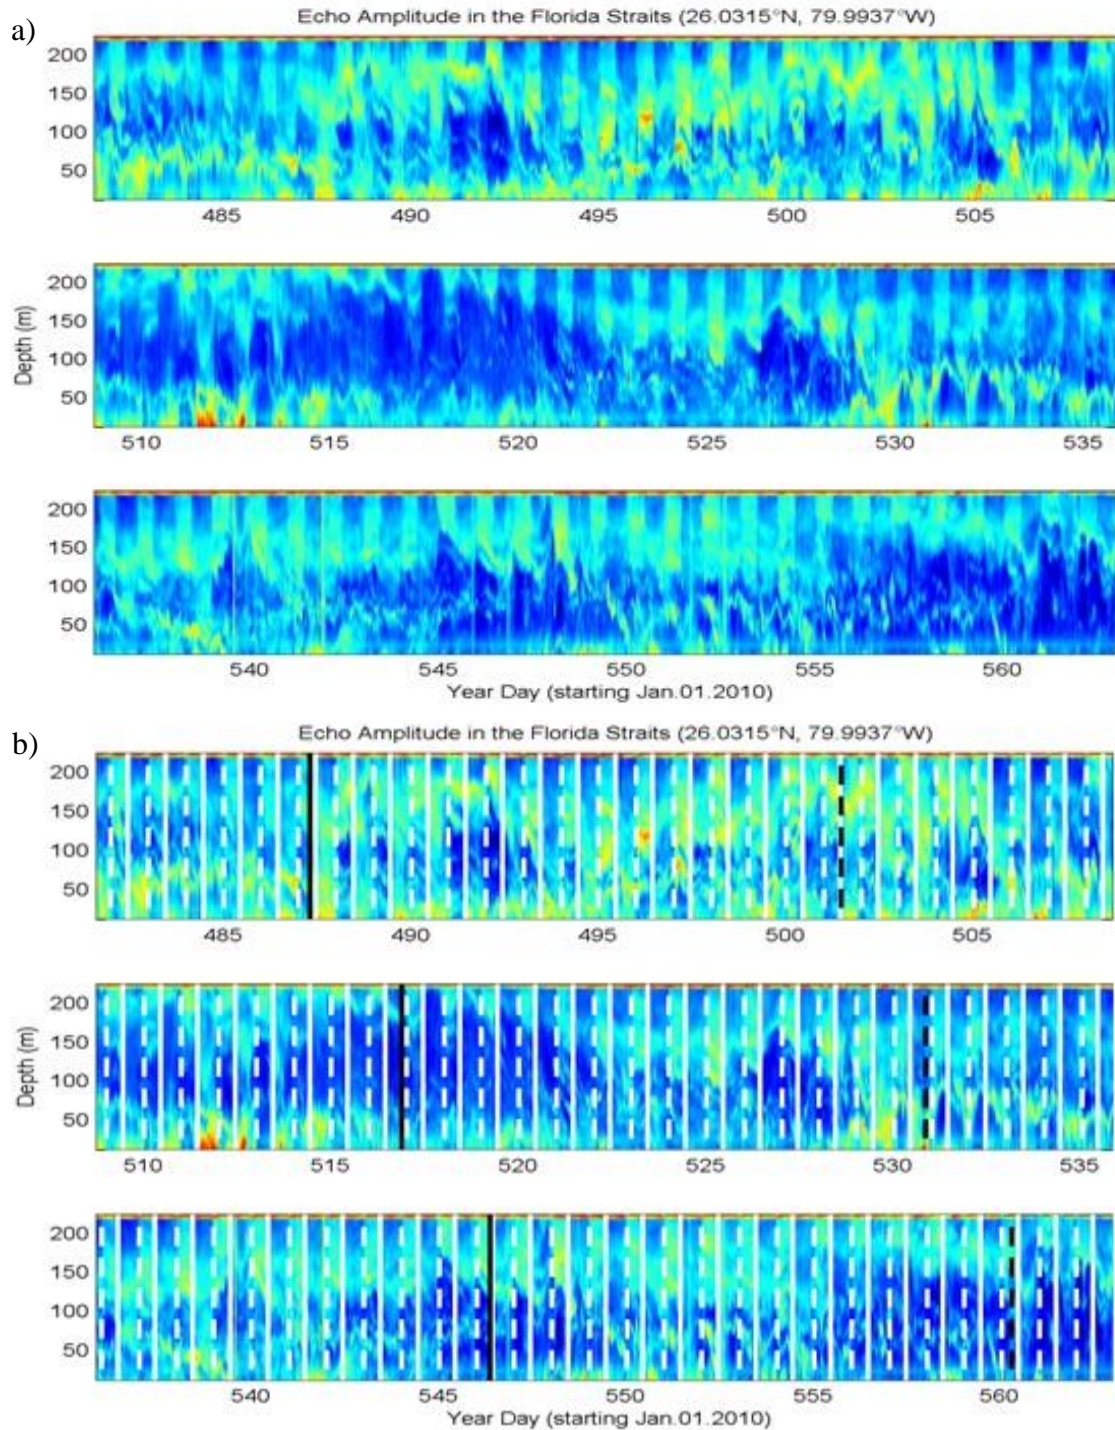 a)
Echo Amplitude in the Florida Straits (26.0315°N, 79.9937°W)
200
150
100
50
485 490 495 500 505
Depth (m)
200
150
100
50
510 515 520 525 530 535
200
150
100
50
540 545 550 555 560
Year Day (starting Jan.01.2010)
b)
Echo Amplitude in the Florida Straits (26.0315°N, 79.9937°W)
200
150
100
50
485 490 495 500 505
Depth (m)
200
150
100
50
510 515 520 525 530 535
200
150
100
50
540 545 550 555 560
Year Day (starting Jan.01.2010)